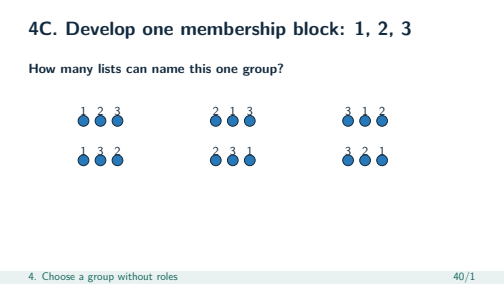 4C. Develop one membership block: 1, 2, 3
How many lists can name this one group?
1 2 3 2 1 3 3 1 2
1 3 2 2 3 1 3 2 1
4. Choose a group without roles 40/1